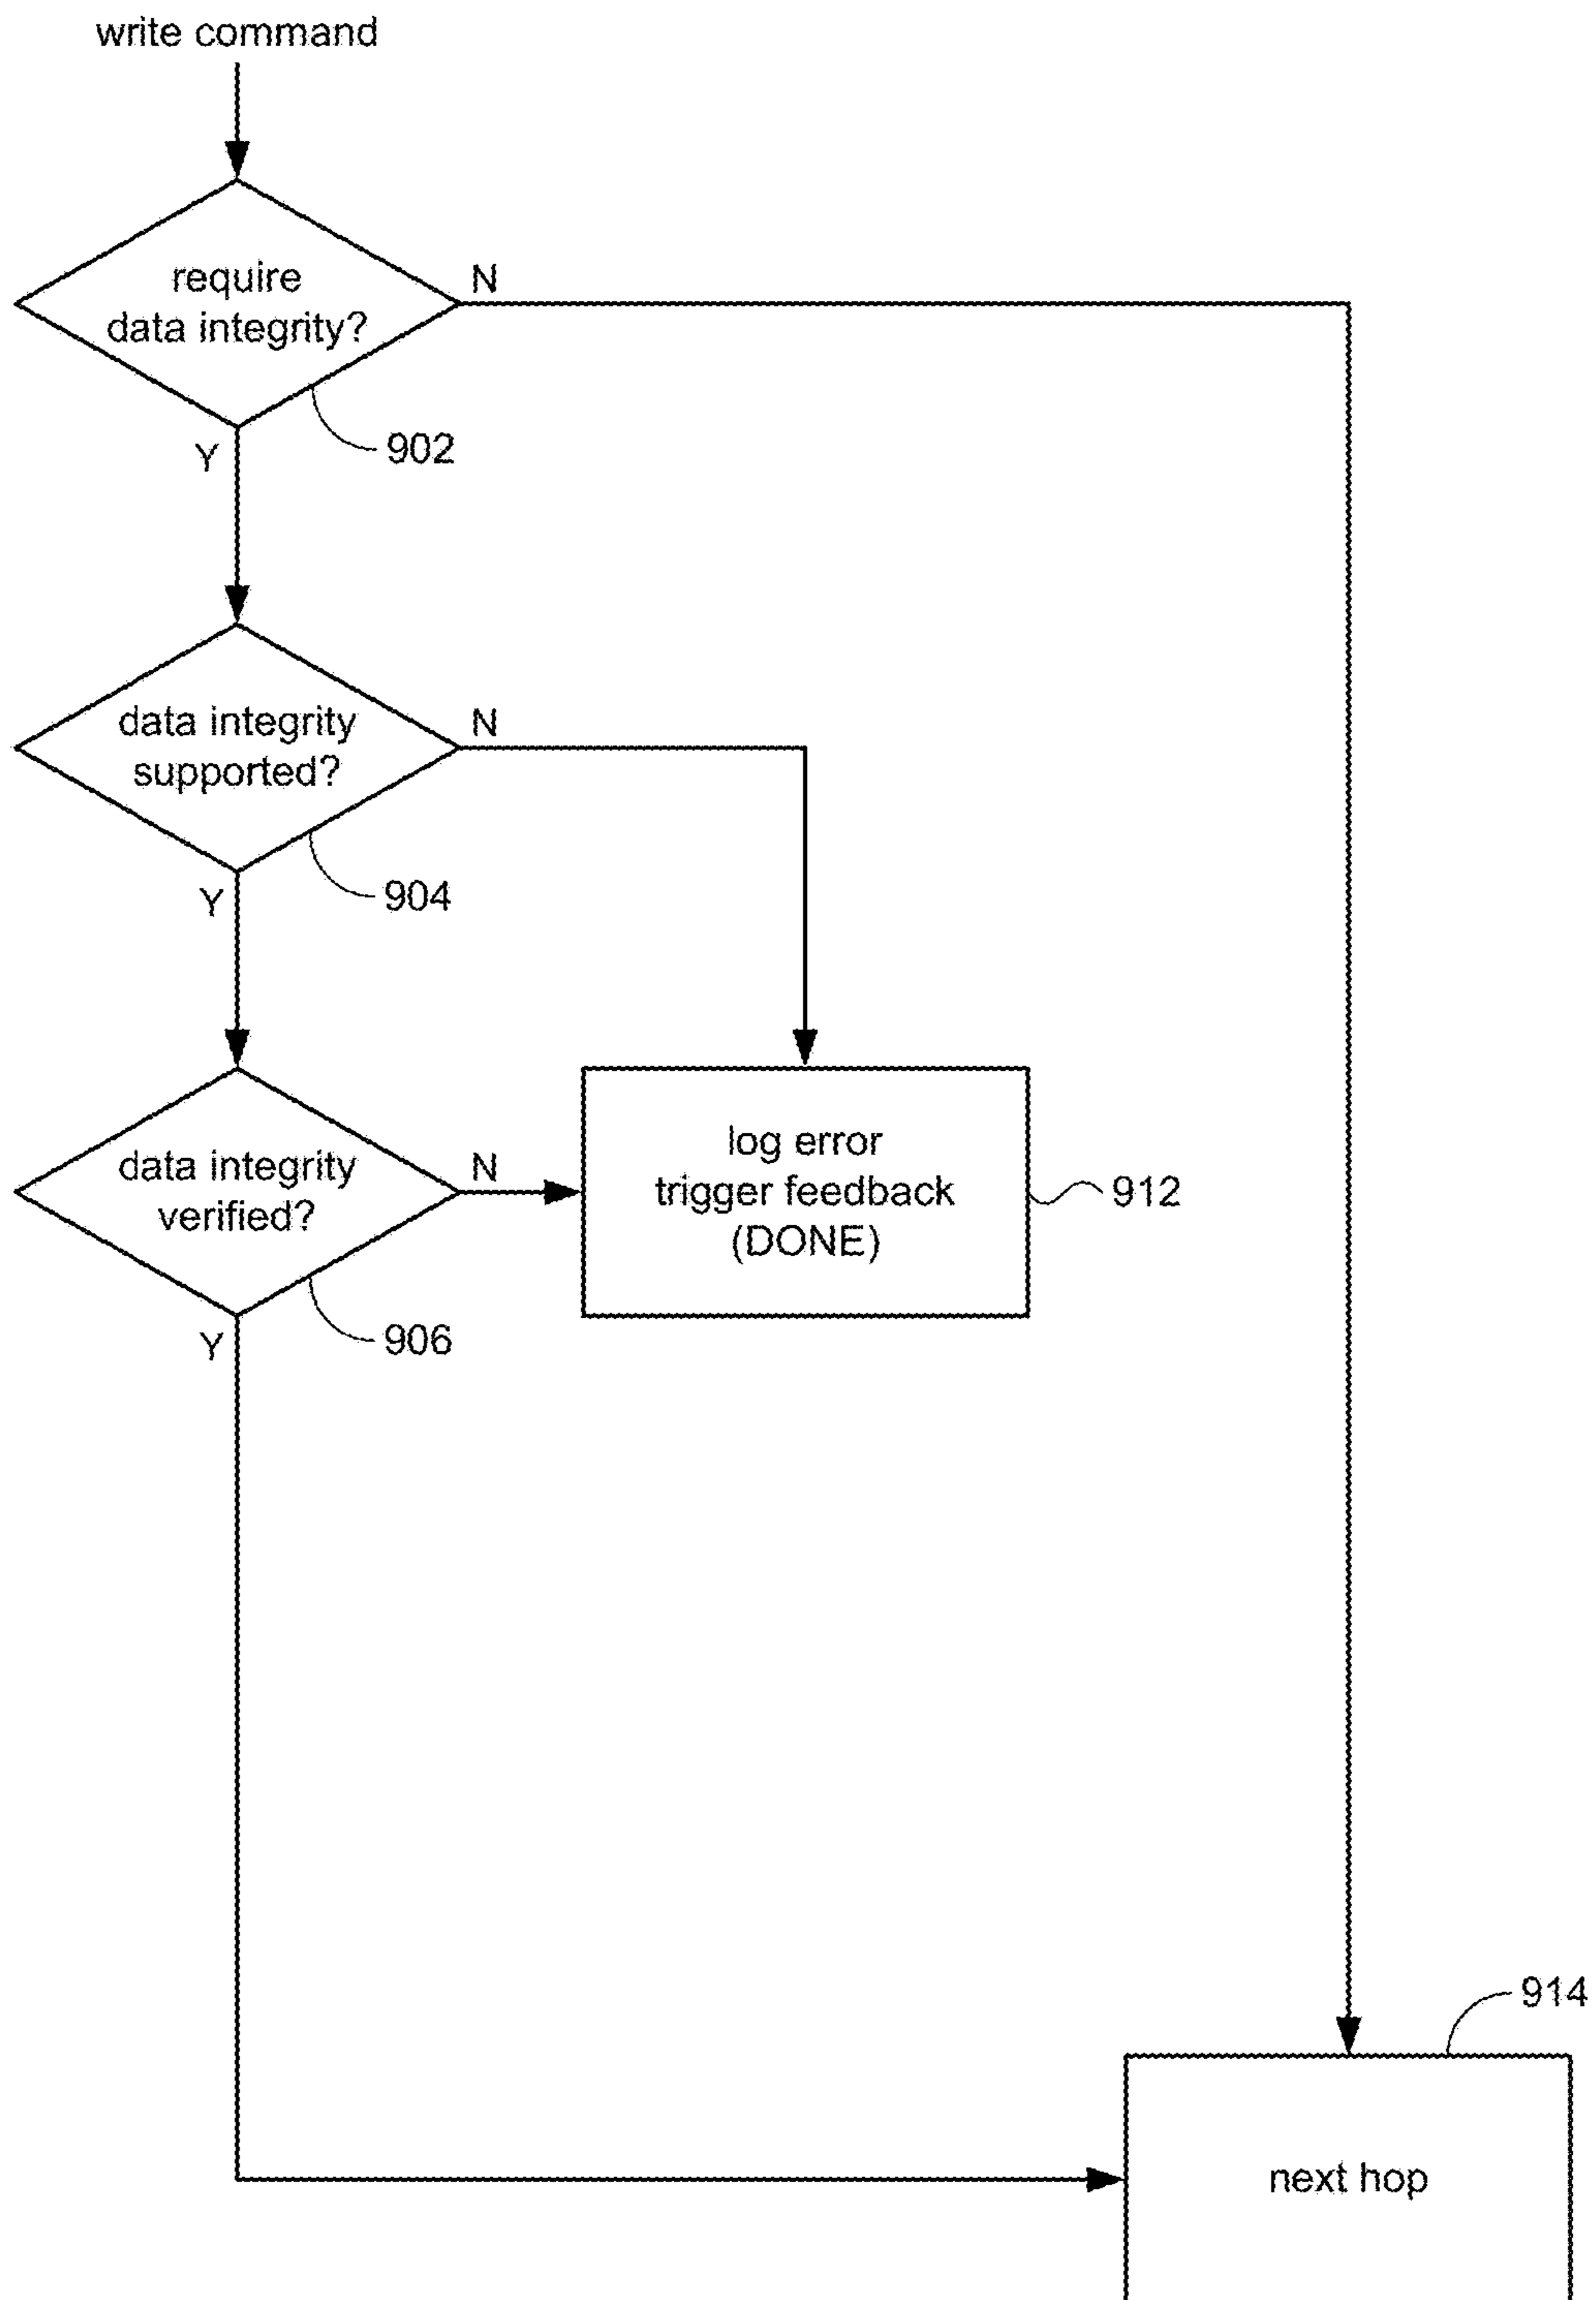 write command
require
data integrity?
N
902
Y
data integrity
supported?
N
904
Y
data integrity
verified?
N
log error
trigger feedback
(DONE)
912
906
Y
914
next hop